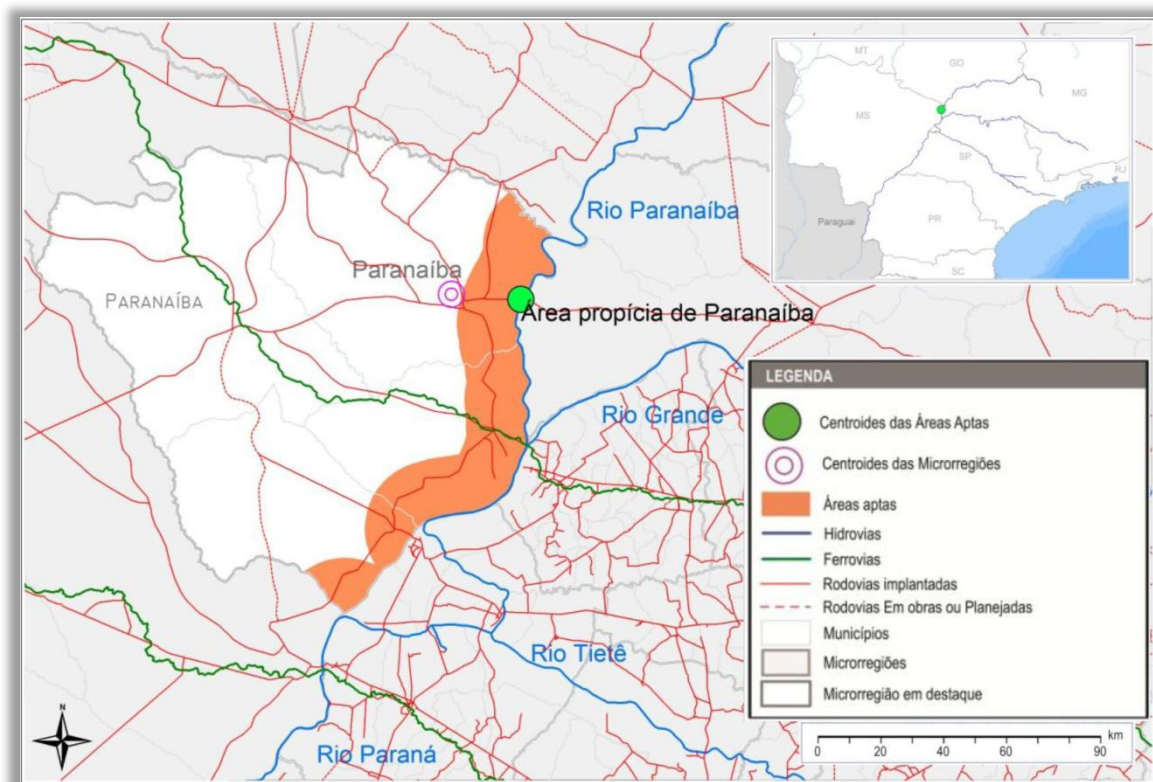 MT
GO
MG
MS
SP
RJ
Paraguai
PR
SC
Rio Paranaíba
Paranaíba
PARANAÍBA
Área propícia de Paranaíba
Rio Grande
Rio Tietê
Rio Paraná
N
LEGENDA
Centroides das Áreas Aptas
Centroides das Microrregiões
Áreas aptas
Hidrovias
Ferrovias
Rodovias implantadas
Rodovias Em obras ou Planejadas
Municípios
Microrregiões
Microrregião em destaque
km
0 20 40 60 90